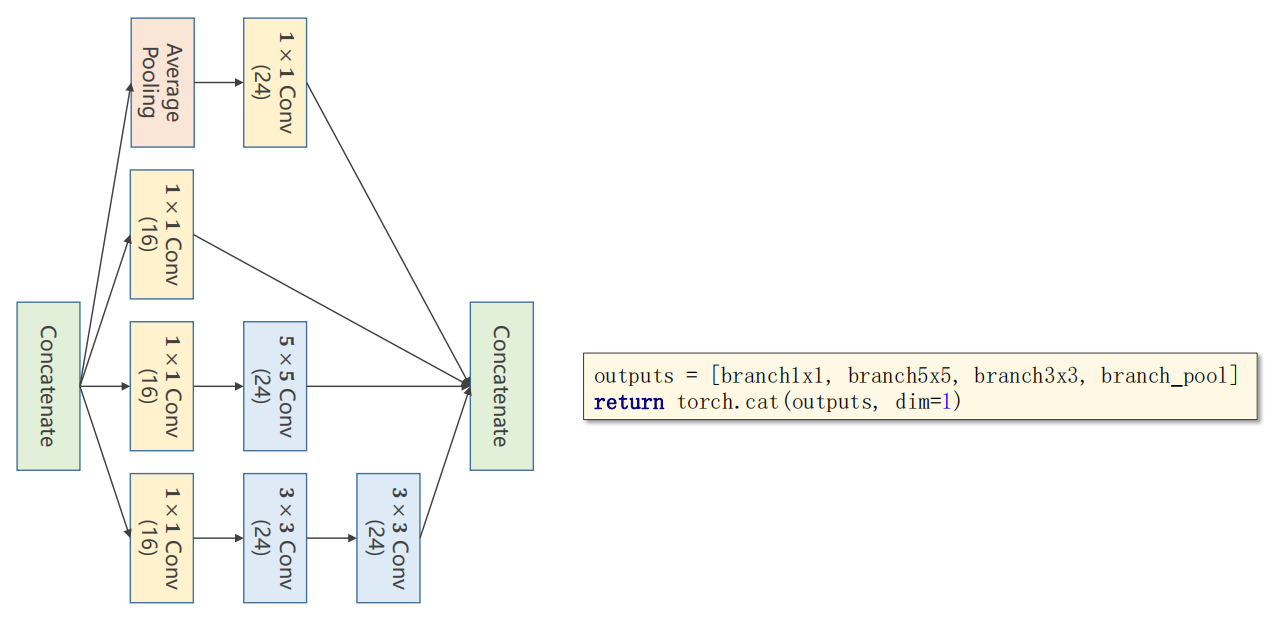 Average
Pooling
1×1 Conv
(24)
1×1 Conv
(16)
Concatenate
1×1 Conv
(16)
5×5 Conv
(24)
Concatenate
1×1 Conv
(16)
3×3 Conv
(24)
3×3 Conv
(24)
outputs = [branch1x1, branch5x5, branch3x3, branch_pool]
return torch.cat(outputs, dim=1)